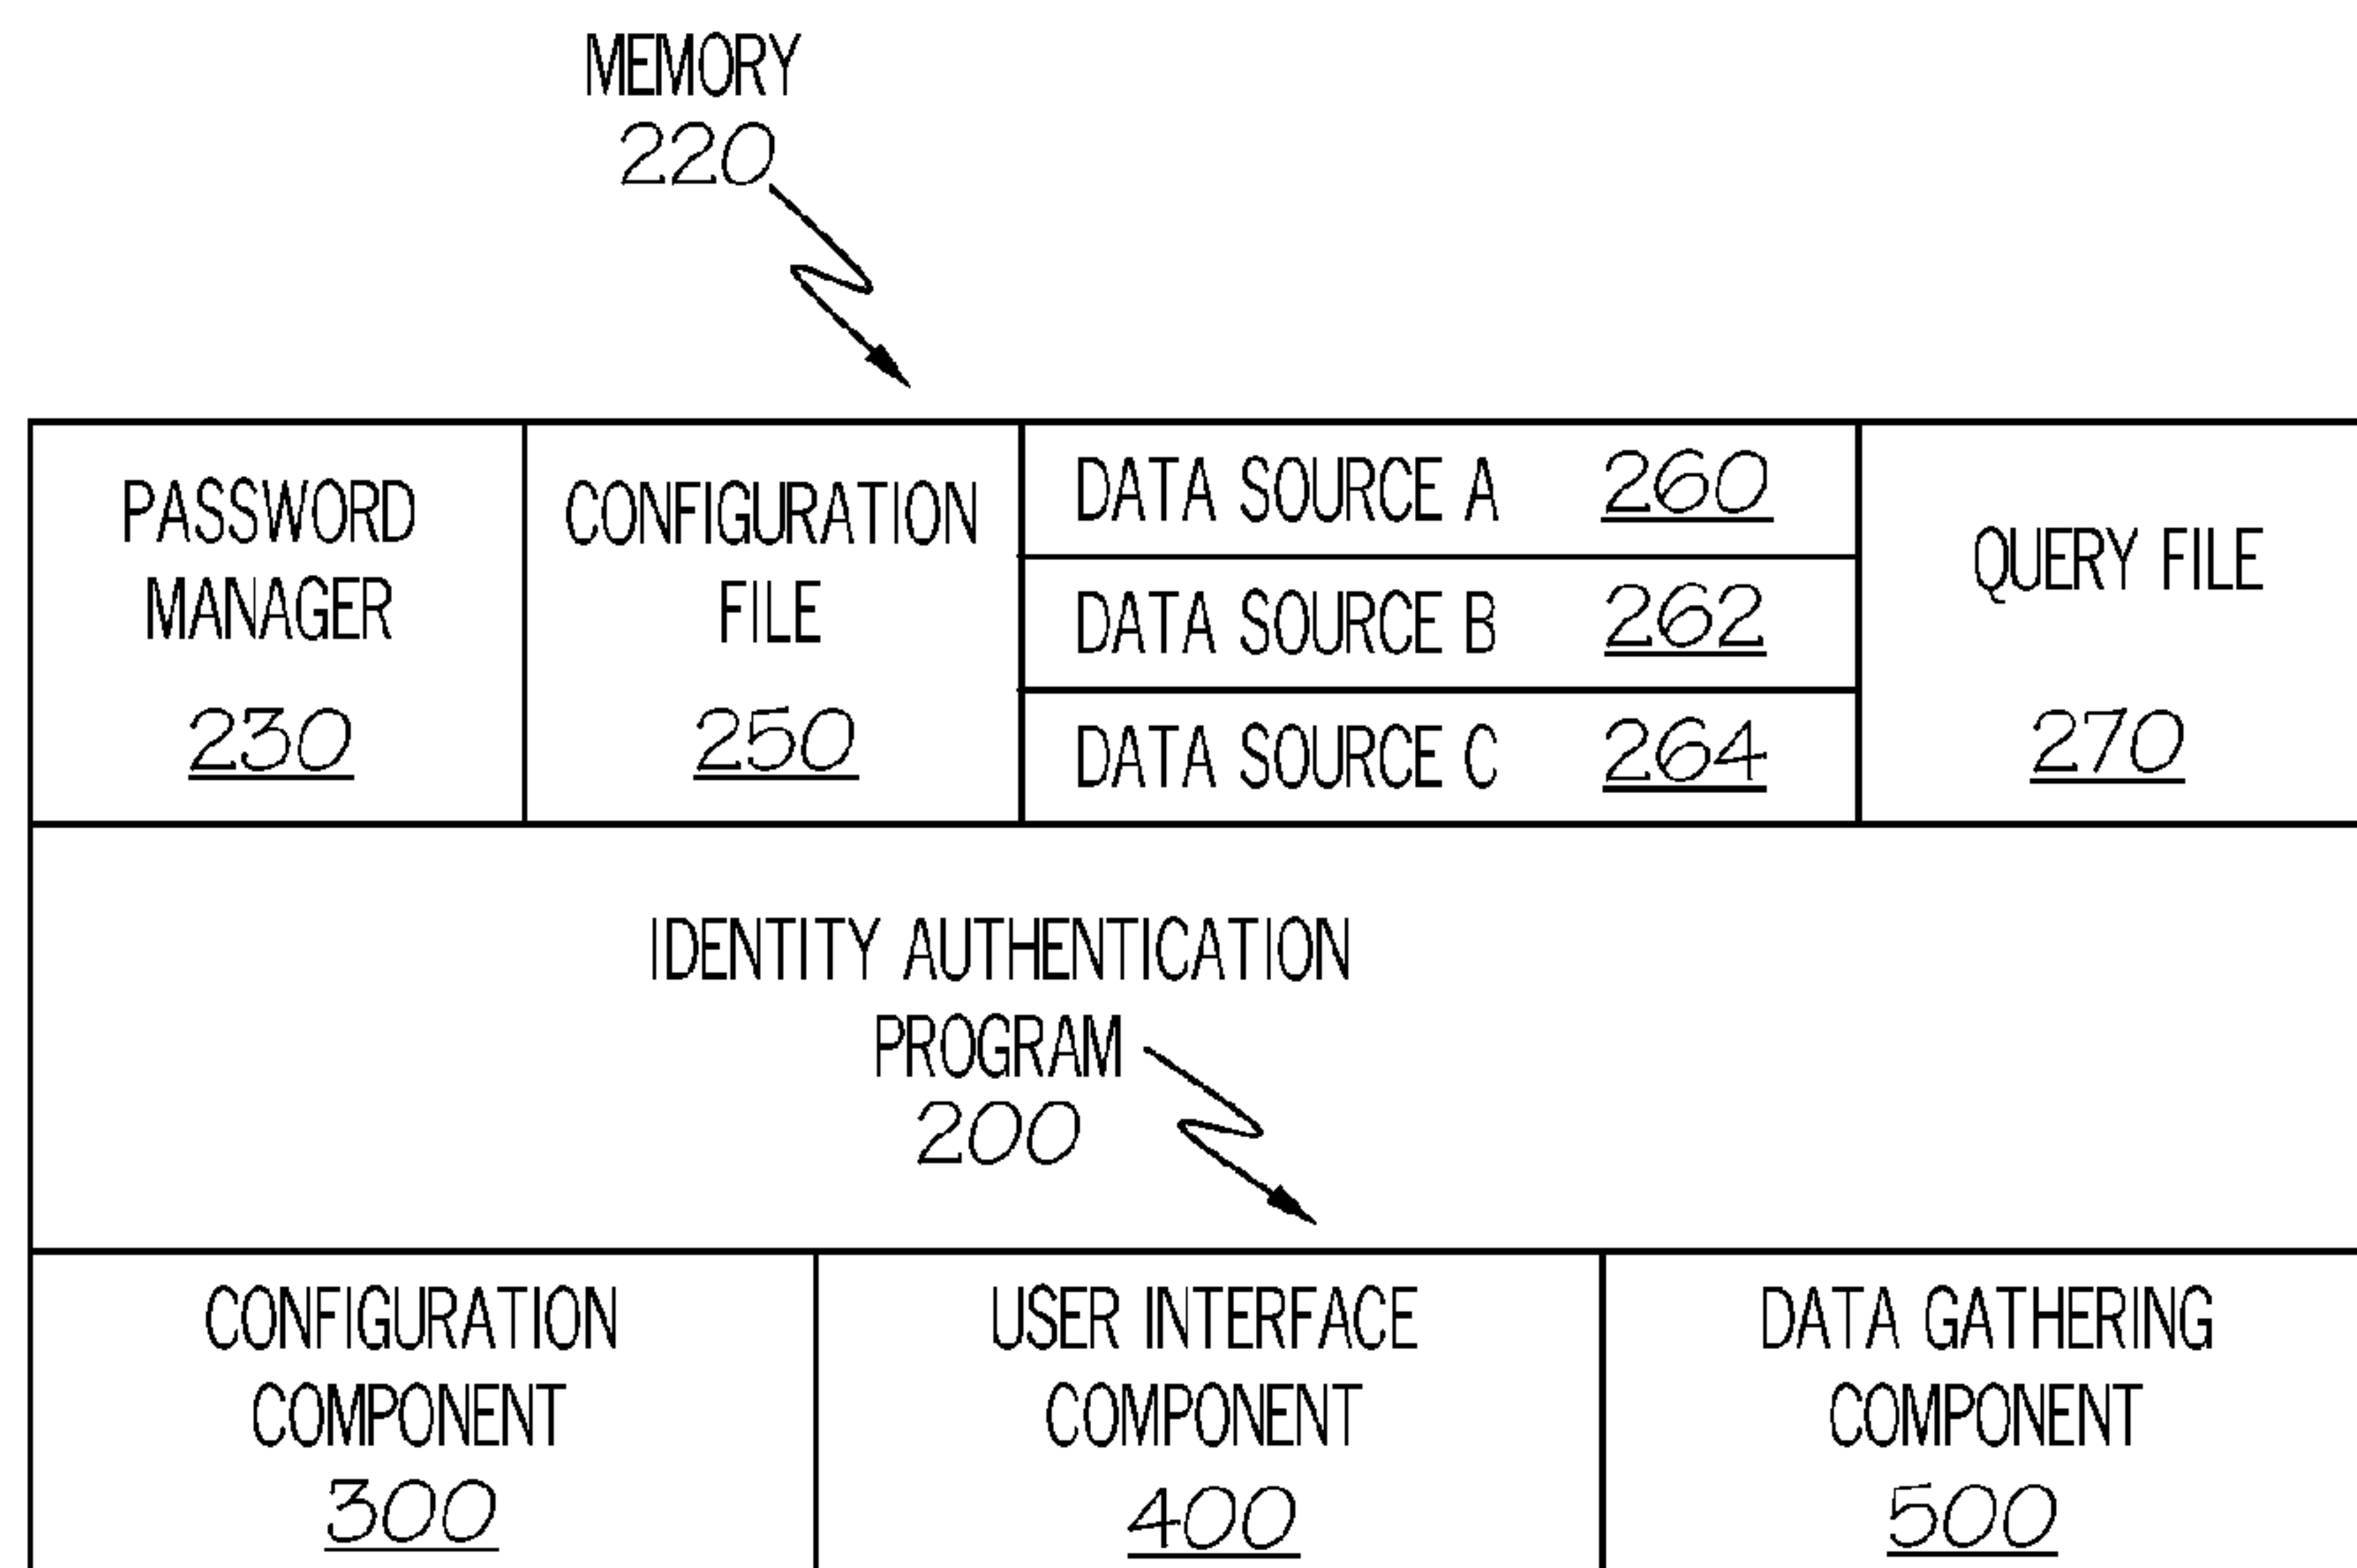 MEMORY
220
PASSWORD
MANAGER
230
CONFIGURATION
FILE
250
DATA SOURCE A 260
DATA SOURCE B 262
DATA SOURCE C 264
QUERY FILE
270
IDENTITY AUTHENTICATION
PROGRAM
200
CONFIGURATION
COMPONENT
300
USER INTERFACE
COMPONENT
400
DATA GATHERING
COMPONENT
500